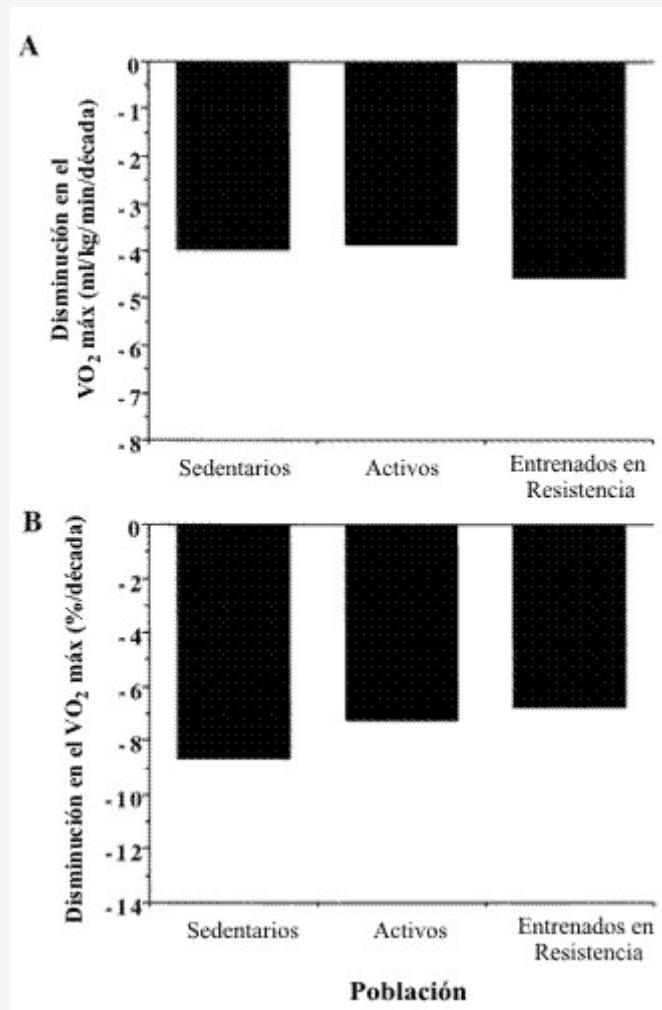 A
Disminución en el
VO2 máx (ml/kg/min/década)
0
-1
-2
-3
-4
-5
-6
-7
-8
Sedentarios
Activos
Entrenados en
Resistencia
B
Disminución en el VO2 máx (%/década)
0
-2
-4
-6
-8
-10
-12
-14
Sedentarios
Activos
Entrenados en
Resistencia
Población